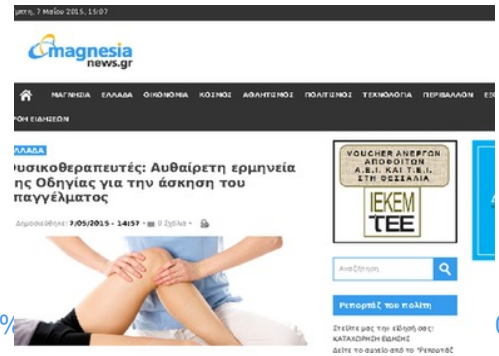 7 Μαΐου 2015, 15:07
magnesia
news.gr
ΜΑΓΝΗΣΙΑ ΕΛΛΑΔΑ ΟΙΚΟΝΟΜΙΑ ΚΟΣΜΟΣ ΑΘΛΗΤΙΣΜΟΣ ΠΟΛΙΤΙΣΜΟΣ ΤΕΧΝΟΛΟΓΙΑ ΠΕΡΙΒΑΛΛΟΝ
ΡΟΗ ΕΙΔΗΣΕΩΝ
ΛΛΑΔΑ
υσικοθεραπευτές: Αυθαίρετη ερμηνεία
ης Οδηγίας για την άσκηση του
παγγέλματος
Δημοσιεύθηκε: 7/05/2015 - 14:57 • 0 Σχόλια •
VOUCHER ΑΝΕΡΓΩΝ
ΑΠΟΦΟΙΤΩΝ
Α.Ε.Ι. ΚΑΙ Τ.Ε.Ι.
ΣΤΗ ΘΕΣΣΑΛΙΑ
ΙΕΚΕΜ
ΤΕΕ
Αναζήτηση
Ρεπορτάζ του πολίτη
Στείλτε μας την είδησή σας!
ΚΑΤΑΧΩΡΗΣΗ ΕΙΔΗΣΗΣ
Δείτε το αρχείο από το "Ρεπορτάζ
%